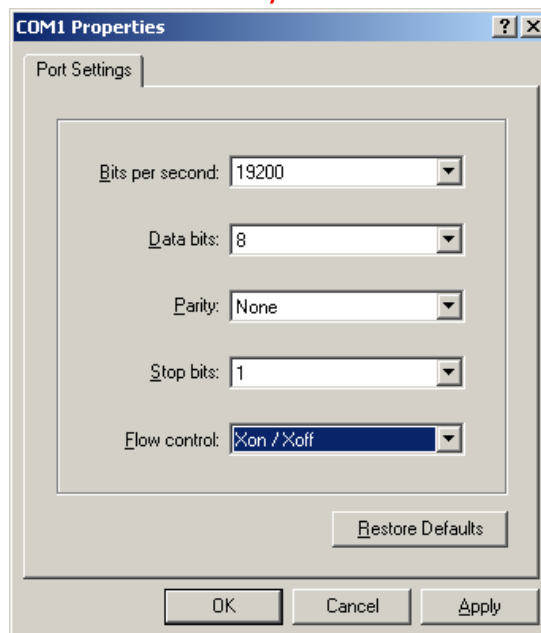 COM1 Properties
Port Settings
Bits per second: 19200
Data bits: 8
Parity: None
Stop bits: 1
Flow control: Xon / Xoff
Restore Defaults
OK Cancel Apply